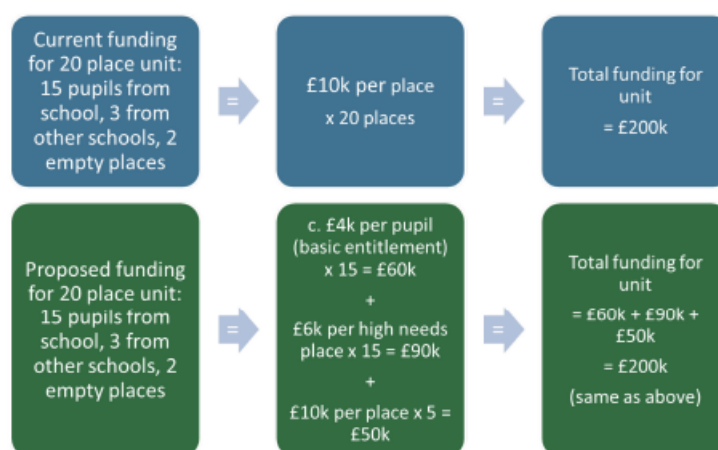 Current funding
for 20 place unit:
15 pupils from
school, 3 from
other schools, 2
empty places
=
£10k per place
x 20 places
=
Total funding for
unit
= £200k
Proposed funding
for 20 place unit:
15 pupils from
school, 3 from
other schools, 2
empty places
=
c. £4k per pupil
(basic entitlement)
x 15 = £60k
+
£6k per high needs
place x 15 = £90k
+
£10k per place x 5 =
£50k
=
Total funding for
unit
= £60k + £90k +
£50k
= £200k
(same as above)